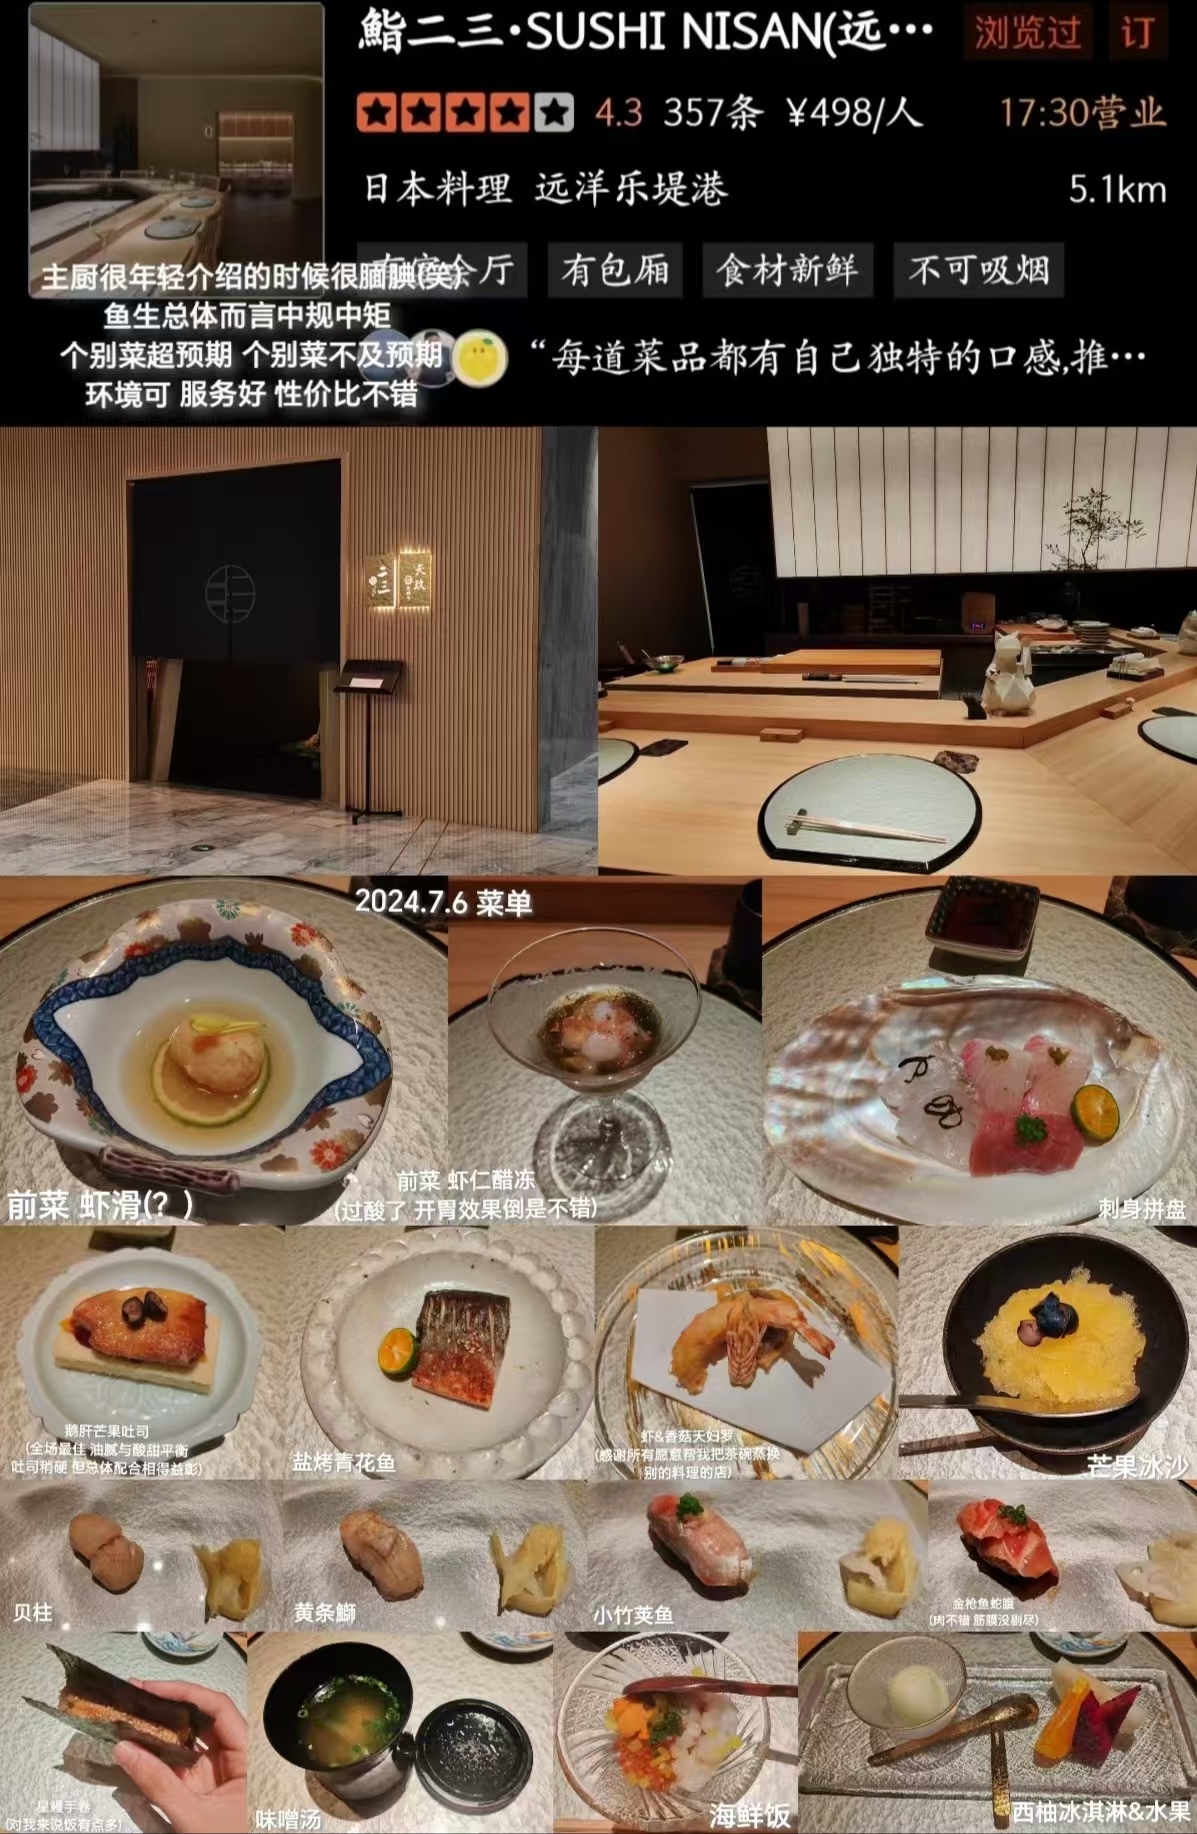 鮨二三·SUSHI NISAN(远…
浏览过
订
4.3 357条 ¥498/人
17:30营业
日本料理 远洋乐堤港
5.1km
有包厢
食材新鲜
不可吸烟
主厨很年轻介绍的时候很腼腆(笑)
鱼生总体而言中规中矩
个别菜超预期 个别菜不及预期
环境可 服务好 性价比不错
“每道菜品都有自己独特的口感,推…
二三
天玖
2024.7.6 菜单
前菜 虾滑(？)
前菜 虾仁醋冻
(过酸了 开胃效果倒是不错)
刺身拼盘
鹅肝芒果吐司
(全场最佳 油腻与酸甜平衡
吐司稍硬 但总体配合相得益彰)
盐烤青花鱼
虾&香菇天妇罗
(感谢所有愿意帮我把茶碗蒸换
别的料理的店)
芒果冰沙
贝柱
黄条鰤
小竹荚鱼
金枪鱼蛇腹
(肉不错 筋膜没剔尽)
星鳗手卷
(对我来说饭有点多)
味噌汤
海鲜饭
西柚冰淇淋&水果